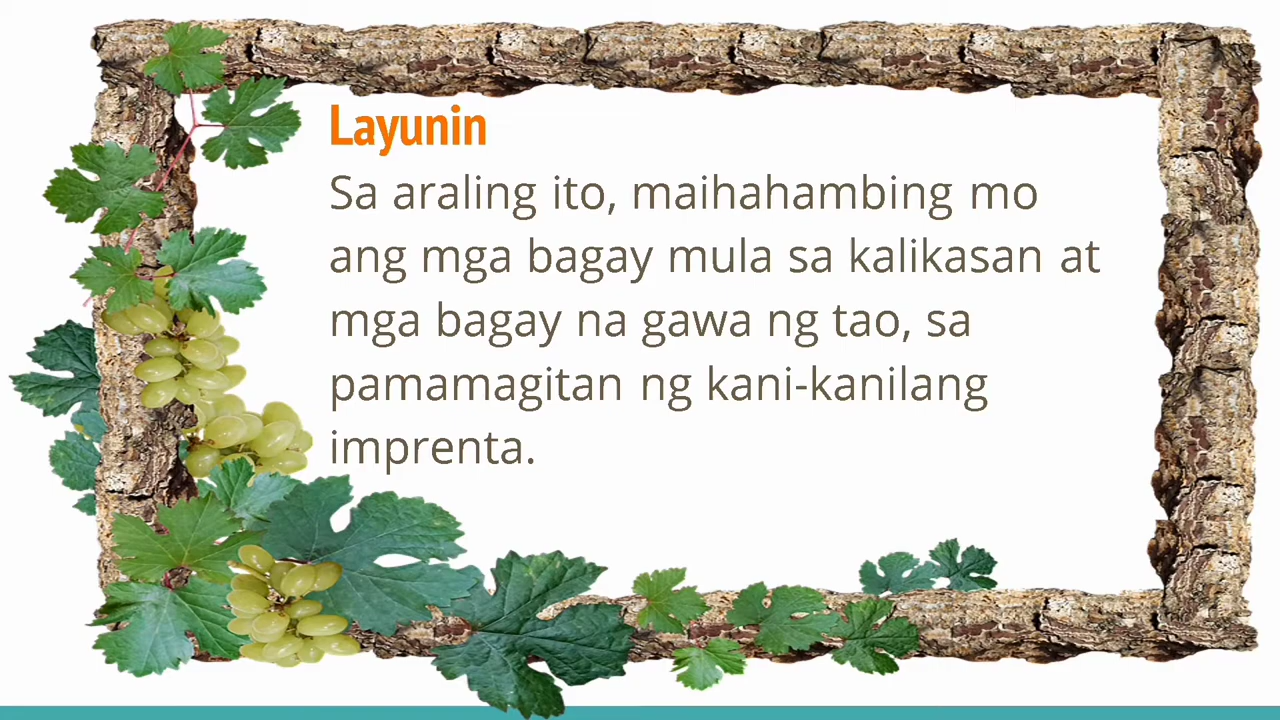 Layunin
Sa araling ito, maihahambing mo
ang mga bagay mula sa kalikasan at
mga bagay na gawa ng tao, sa
pamamagitan ng kani-kanilang
imprenta.